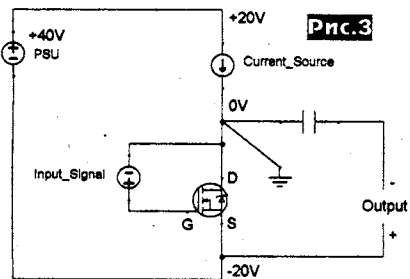 +20V
Рис.3
+40V
PSU
Current_Source
0V
Input_Signal
D
G
S
-
Output
+
-20V